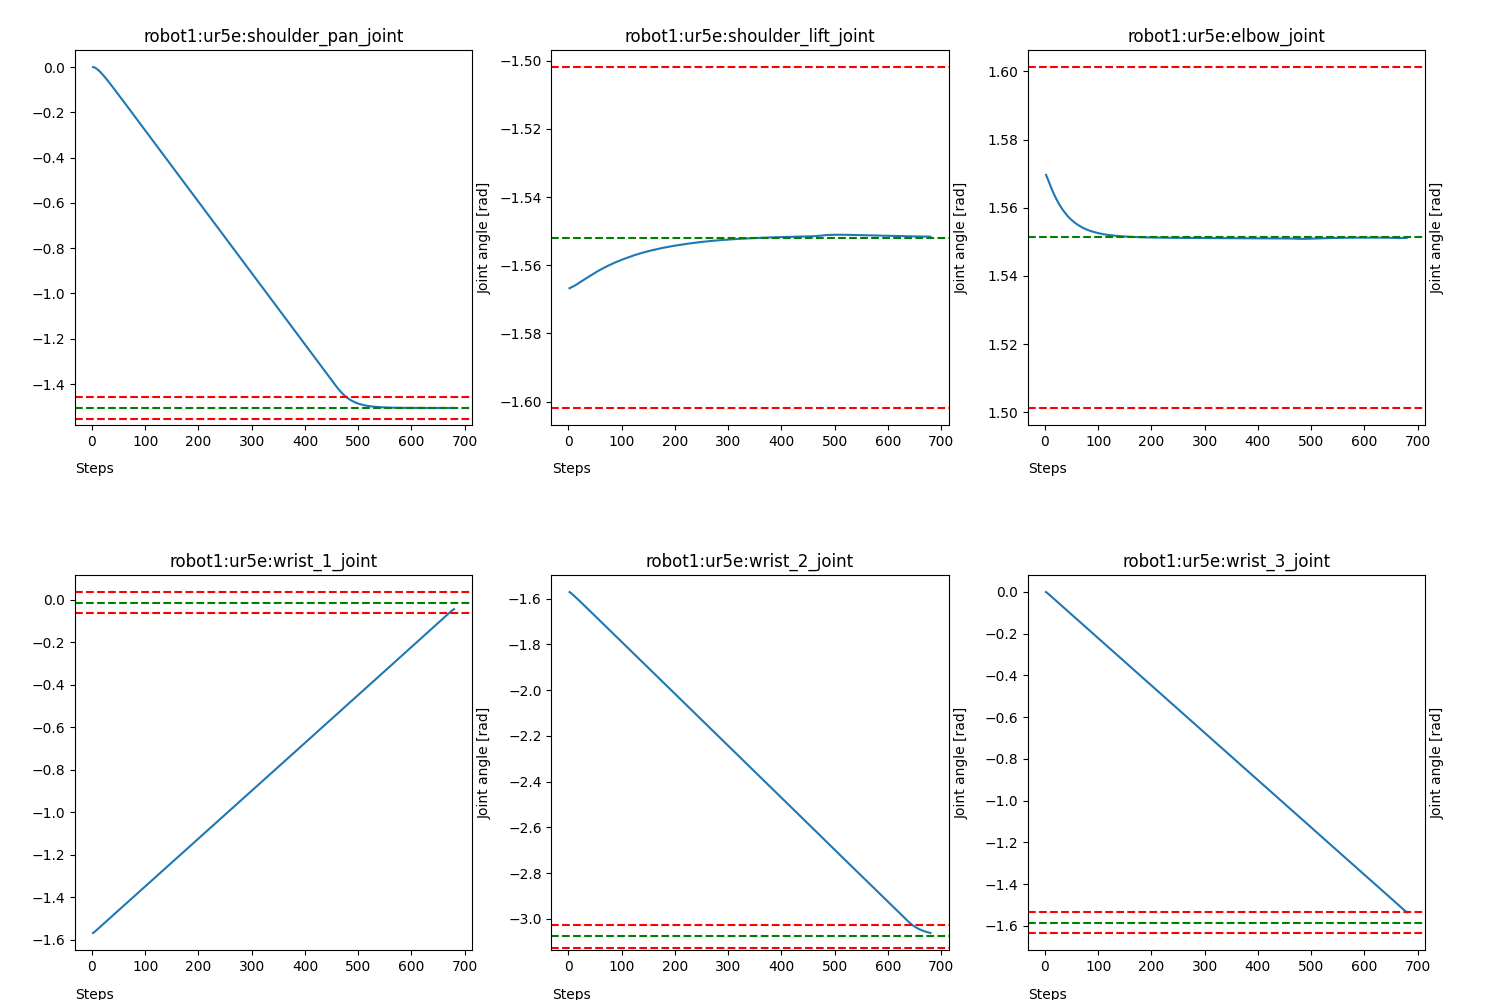 robot1:ur5e:shoulder_pan_joint
0.0
−0.2
−0.4
−0.6
−0.8
−1.0
−1.2
−1.4
0 100 200 300 400 500 600 700
Steps
Joint angle [rad]
robot1:ur5e:shoulder_lift_joint
−1.50
−1.52
−1.54
−1.56
−1.58
−1.60
0 100 200 300 400 500 600 700
Steps
Joint angle [rad]
robot1:ur5e:elbow_joint
1.60
1.58
1.56
1.54
1.52
1.50
0 100 200 300 400 500 600 700
Steps
Joint angle [rad]
robot1:ur5e:wrist_1_joint
0.0
−0.2
−0.4
−0.6
−0.8
−1.0
−1.2
−1.4
−1.6
0 100 200 300 400 500 600 700
Steps
Joint angle [rad]
robot1:ur5e:wrist_2_joint
−1.6
−1.8
−2.0
−2.2
−2.4
−2.6
−2.8
−3.0
0 100 200 300 400 500 600 700
Steps
Joint angle [rad]
robot1:ur5e:wrist_3_joint
0.0
−0.2
−0.4
−0.6
−0.8
−1.0
−1.2
−1.4
−1.6
0 100 200 300 400 500 600 700
Steps
Joint angle [rad]